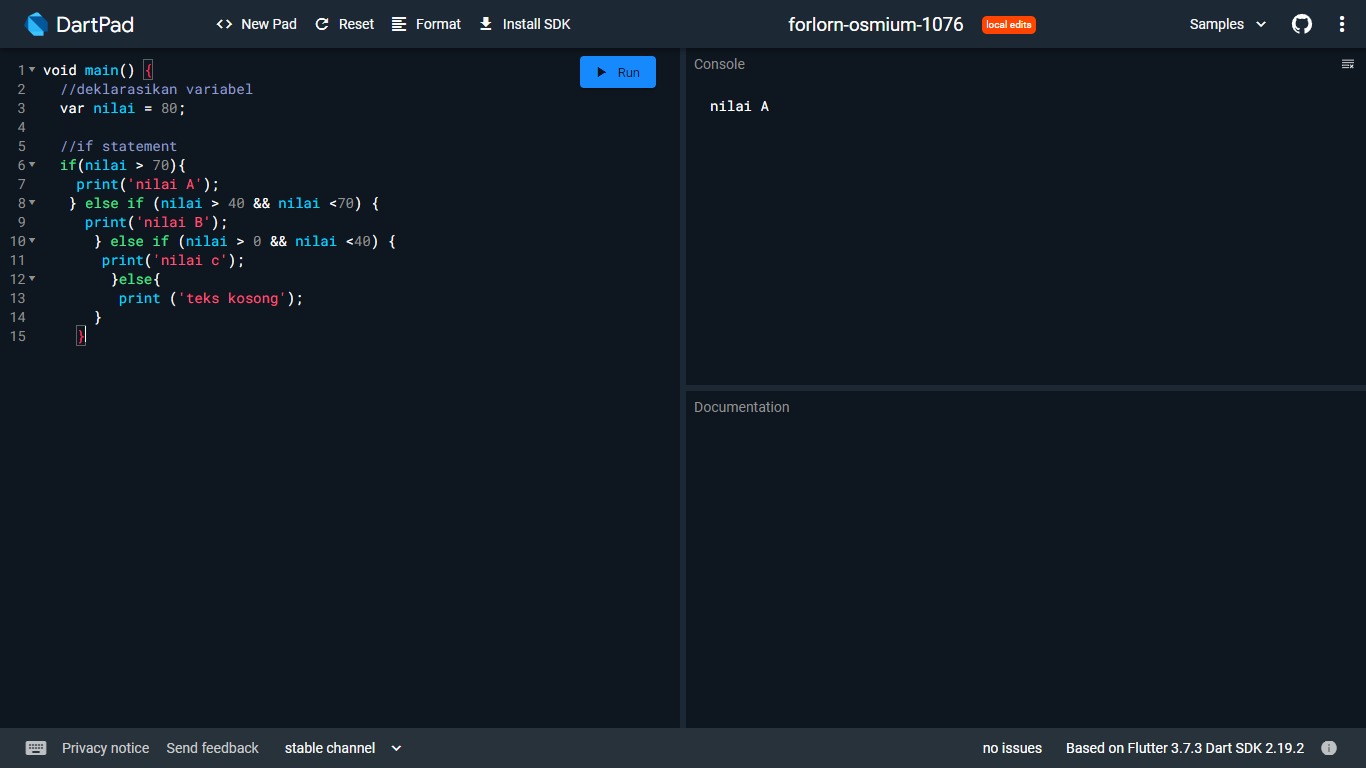 DartPad
<> New Pad Reset Format Install SDK
forlorn-osmium-1076 local edits
Samples
1 void main() {
2 //deklarasikan variabel
3 var nilai = 80;
4
5 //if statement
6 if(nilai > 70){
7 print('nilai A');
8 } else if (nilai > 40 && nilai <70) {
9 print('nilai B');
10 } else if (nilai > 0 && nilai <40) {
11 print('nilai c');
12 }else{
13 print ('teks kosong');
14 }
15 }
Run
Console
nilai A
Documentation
Privacy notice Send feedback stable channel
no issues Based on Flutter 3.7.3 Dart SDK 2.19.2